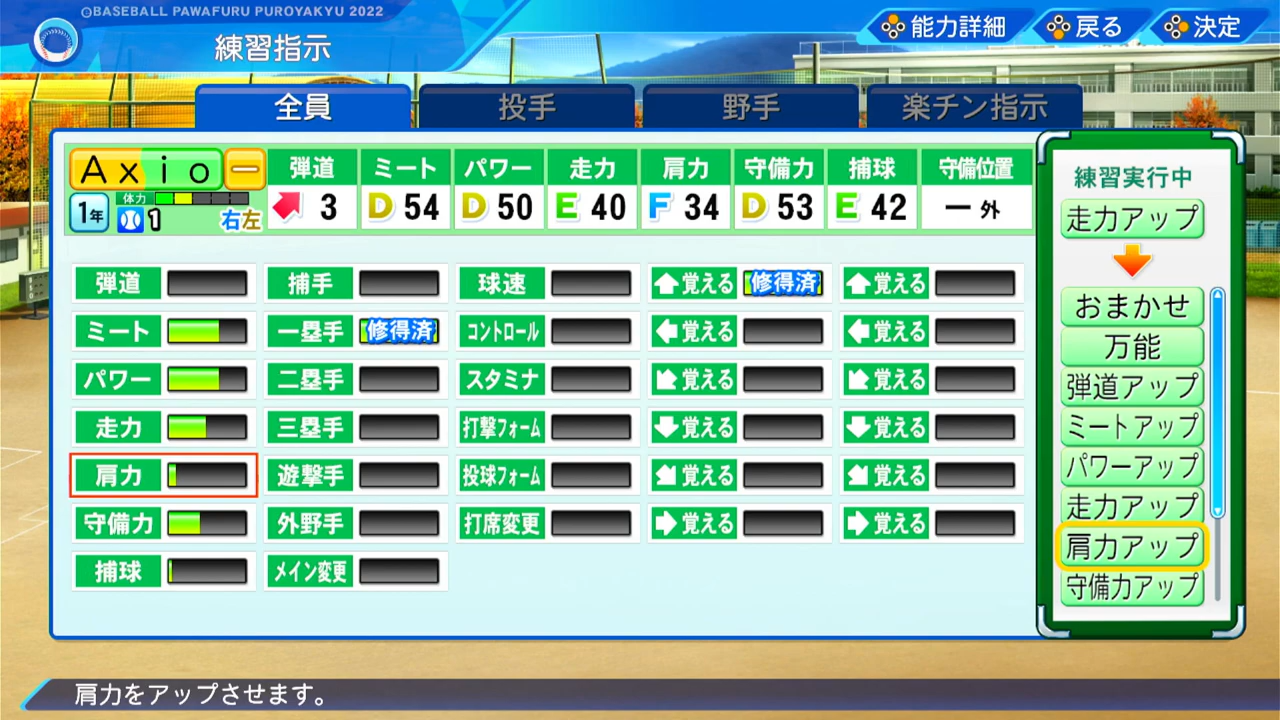 ©BASEBALL PAWAFURU PUROYAKYU 2022
練習指示
能力詳細 戻る 決定
全員 投手 野手 楽チン指示
Axio
弾道 ミート パワー 走力 肩力 守備力 捕球 守備位置
1年 体力 1 右左
3 D 54 D 50 E 40 F 34 D 53 E 42 一 外
弾道 捕手 球速 覚える 修得済 覚える
ミート 一塁手 修得済 コントロール 覚える 覚える
パワー 二塁手 スタミナ 覚える 覚える
走力 三塁手 打撃フォーム 覚える 覚える
肩力 遊撃手 投球フォーム 覚える 覚える
守備力 外野手 打席変更 覚える 覚える
捕球 メイン変更
練習実行中
走力アップ
おまかせ
万能
弾道アップ
ミートアップ
パワーアップ
走力アップ
肩力アップ
守備力アップ
肩力をアップさせます。